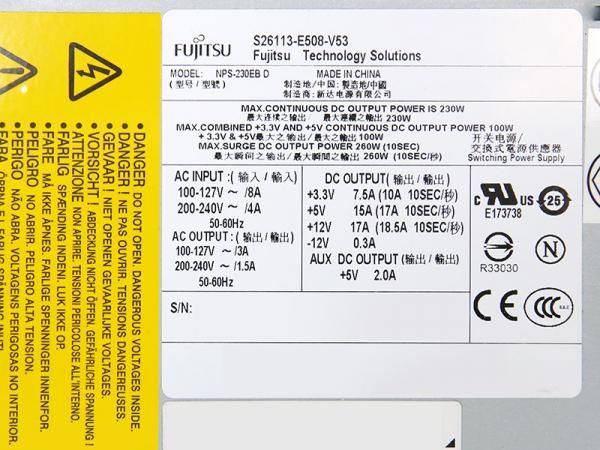 FUJITSU
S26113-E508-V53
Fujitsu Technology Solutions
MODEL: NPS-230EB D
(型号/型號)
MADE IN CHINA
制造地/中国: 製造地/中國
制造商: 新达电源有限公司
MAX.CONTINUOUS DC OUTPUT POWER IS 230W
最大连续之输出/ 最大連續之輸出 230W
MAX.COMBINED +3.3V AND +5V CONTINUOUS DC OUTPUT POWER 100W
+3.3V & +5V最大之输出/ 最大之輸出 100W
MAX.SURGE DC OUTPUT POWER 260W (10SEC/秒)
最大瞬间之输出/ 最大瞬間之輸出 260W (10SEC/秒)
开关电源/
交換式電源供應器
Switching Power Supply
AC INPUT :( 输入 / 輸入 )
100-127V ~ /8A
200-240V ~ /4A
50-60Hz
AC OUTPUT : (输出 / 輸出)
100-127V ~ /3A
200-240V ~ /1.5A
50-60Hz
DC OUTPUT :( 输出 / 輸出)
+3.3V 7.5A (10A 10SEC/秒)
+5V 15A (17A 10SEC/秒)
+12V 17A (18.5A 10SEC/秒)
-12V 0.3A
AUX DC OUTPUT (输出/ 輸出)
+5V 2.0A
S/N:
c UL US
E173738
25
R33030
N
CE
CCC
DANGER! DO NOT OPEN. DANGEROUS VOLTAGES INSIDE.
DANGER! NE PAS OUVRIR. TENSIONS DANGEREUSES.
GEVAAR! NIET OPENEN. GEVAARLIJKE VOLTAGES.
VORSICHT! ABDECKUNG NICHT ÖFFEN. GEFÄHRLICHE SPANNUNG!
ATTENZIONE NON APRIRE. TENSIONI PERICOLOSE ALL'INTERNO.
FARLIG SPÆNDING INDENI. LUK IKKE OP.
FARE! MÅ IKKE ÅPNES. FARLIGE SPENNINGER INNENFOR.
PELIGRO NO ABRIR. PELIGRO ALTA TENSION.
PERIGO. NÃO ABRA. VOLTAGENS PERIGOSAS NO INTERIOR.